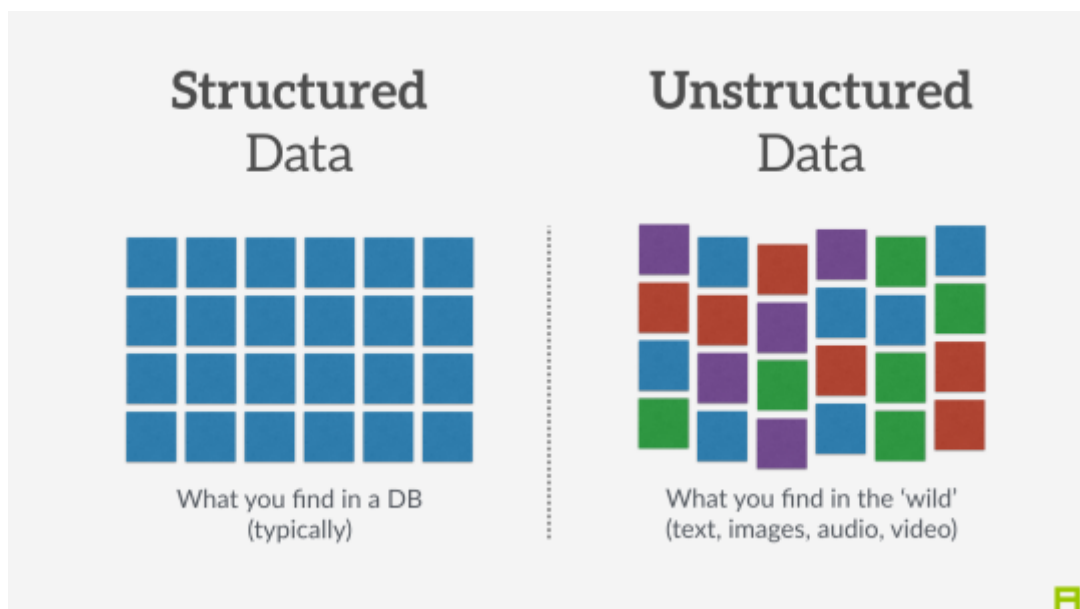 Structured
Data
Unstructured
Data
What you find in a DB
(typically)
What you find in the ‘wild’
(text, images, audio, video)